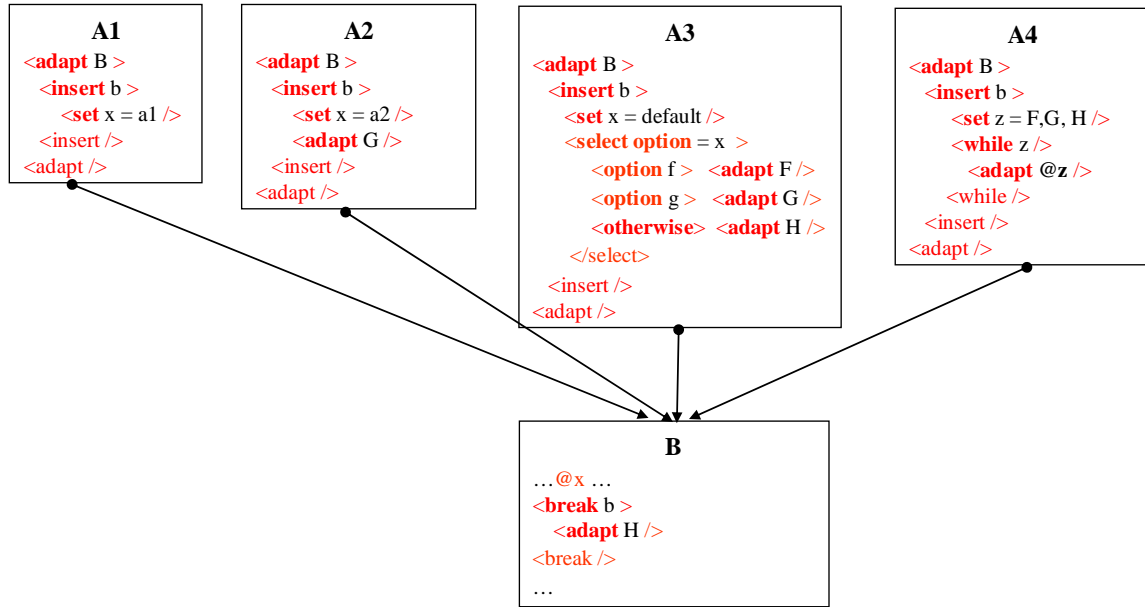 A1
<adapt B >
<insert b >
<set x = a1 />
<insert />
<adapt />
A2
<adapt B >
<insert b >
<set x = a2 />
<adapt G />
<insert />
<adapt />
A3
<adapt B >
<insert b >
<set x = default />
<select option = x >
<option f > <adapt F />
<option g > <adapt G />
<otherwise> <adapt H />
</select>
<insert />
<adapt />
A4
<adapt B >
<insert b >
<set z = F,G, H />
<while z />
<adapt @z />
<while />
<insert />
<adapt />
B
…@x …
<break b >
<adapt H />
<break />
…